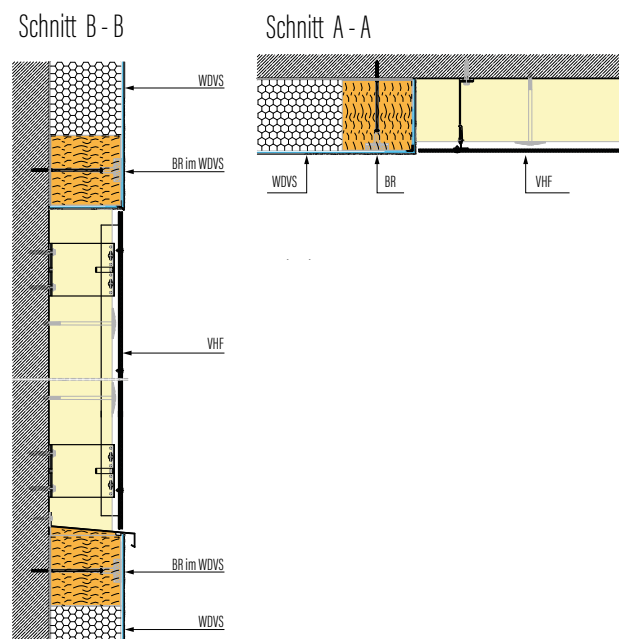 Schnitt B - B
Schnitt A - A
WDVS
BR im WDVS
VHF
BR im WDVS
WDVS
WDVS
BR
VHF